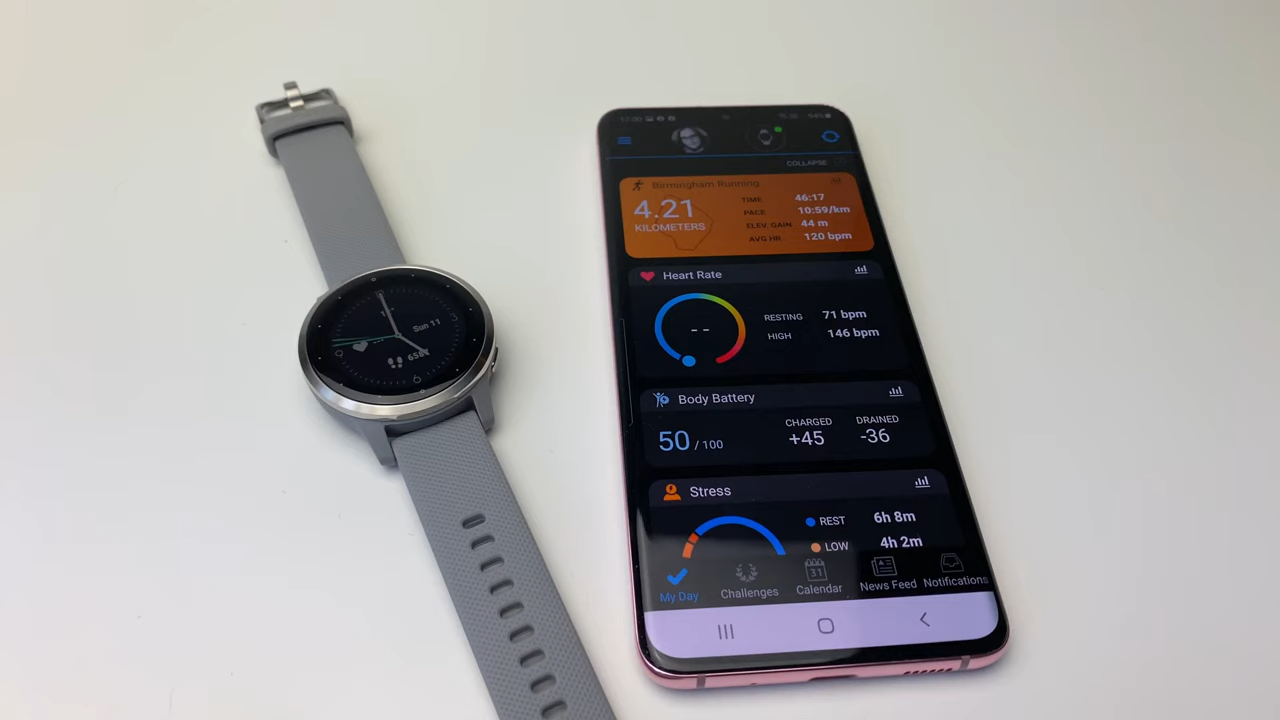 Sun 11
COLLAPSE
Birmingham Running
4.21
KILOMETERS
TIME 46:17
PACE 10:59/km
ELEV. GAIN 44 m
AVG HR 120 bpm
Heart Rate
--
RESTING 71 bpm
HIGH 146 bpm
Body Battery
50 / 100
CHARGED
+45
DRAINED
-36
Stress
REST 6h 8m
LOW 4h 2m
My Day
Challenges
31
Calendar
News Feed
Notifications